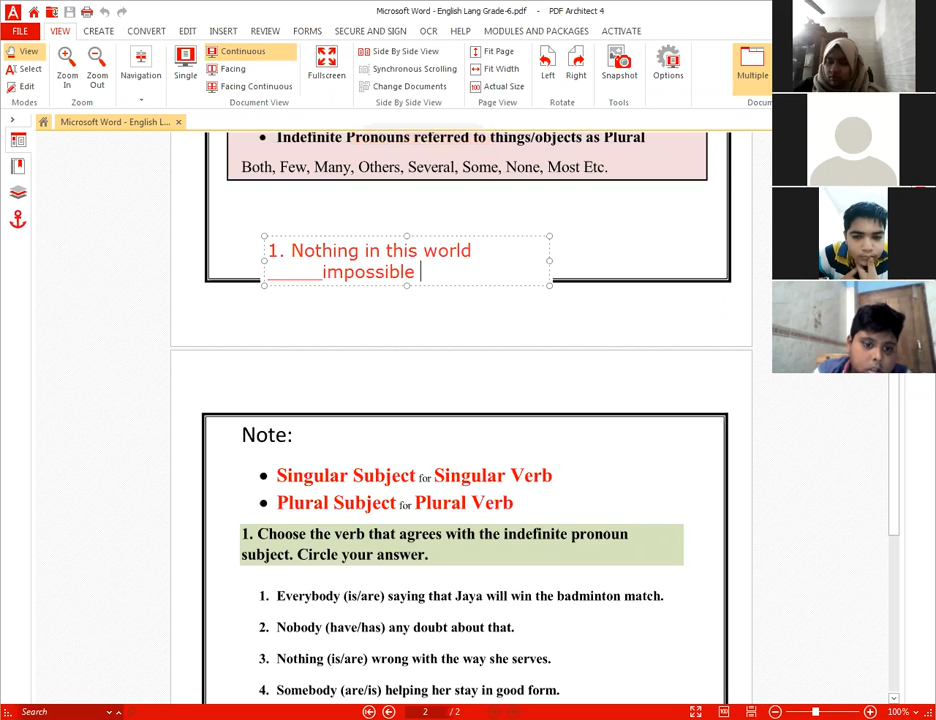 Microsoft Word - English Lang Grade-6.pdf - PDF Architect 4
FILE VIEW CREATE CONVERT EDIT INSERT REVIEW FORMS SECURE AND SIGN OCR HELP MODULES AND PACKAGES ACTIVATE
View
Select
Edit
Modes
Zoom In
Zoom Out
Zoom
Navigation
Single
Continuous
Facing
Facing Continuous
Document View
Fullscreen
Side By Side View
Synchronous Scrolling
Change Documents
Side By Side View
Fit Page
Fit Width
Actual Size
Page View
Left
Right
Rotate
Snapshot
Tools
Options
Multiple
Docum
Microsoft Word - English L...
Indefinite Pronouns referred to things/objects as Plural
Both, Few, Many, Others, Several, Some, None, Most Etc.
1. Nothing in this world
______impossible
Note:
Singular Subject for Singular Verb
Plural Subject for Plural Verb
1. Choose the verb that agrees with the indefinite pronoun
subject. Circle your answer.
1. Everybody (is/are) saying that Jaya will win the badminton match.
2. Nobody (have/has) any doubt about that.
3. Nothing (is/are) wrong with the way she serves.
4. Somebody (are/is) helping her stay in good form.
Search
2 / 2
100%